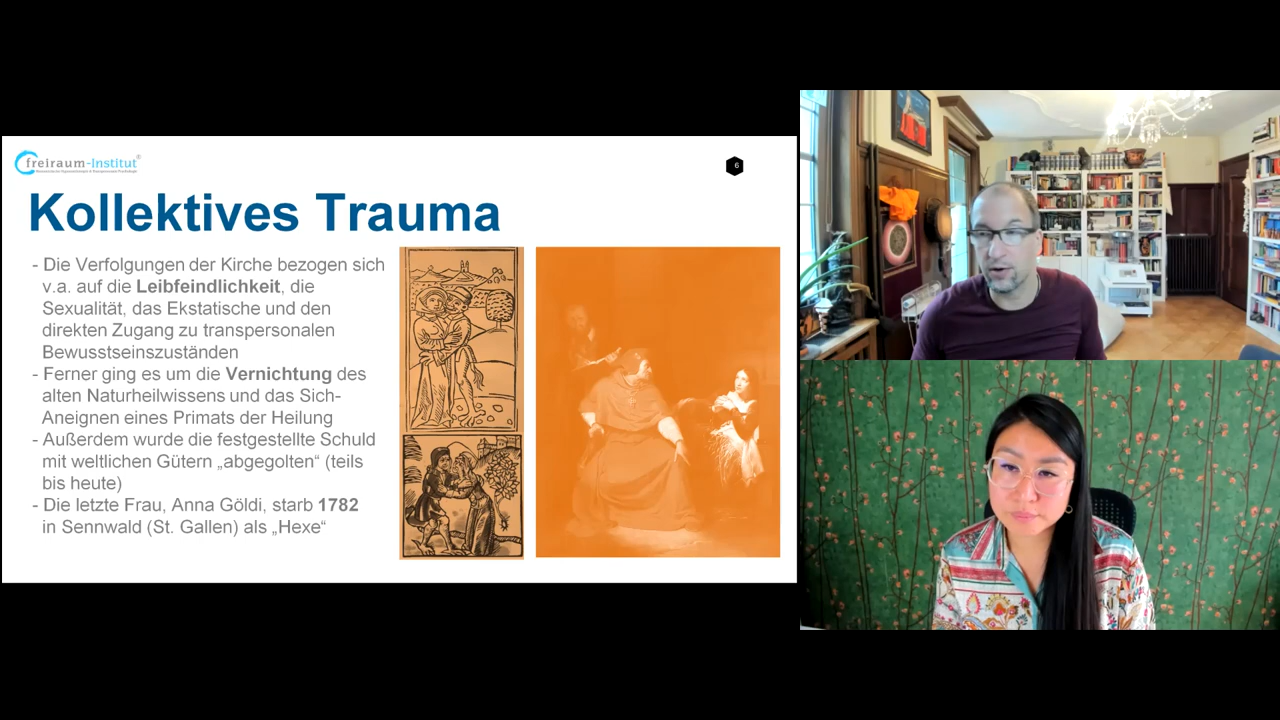 freiraum-Institut®
6
Kollektives Trauma
- Die Verfolgungen der Kirche bezogen sich
v.a. auf die Leibfeindlichkeit, die
Sexualität, das Ekstatische und den
direkten Zugang zu transpersonalen
Bewusstseinszuständen
- Ferner ging es um die Vernichtung des
alten Naturheilwissens und das Sich-
Aneignen eines Primats der Heilung
- Außerdem wurde die festgestellte Schuld
mit weltlichen Gütern „abgegolten“ (teils
bis heute)
- Die letzte Frau, Anna Göldi, starb 1782
in Sennwald (St. Gallen) als „Hexe“